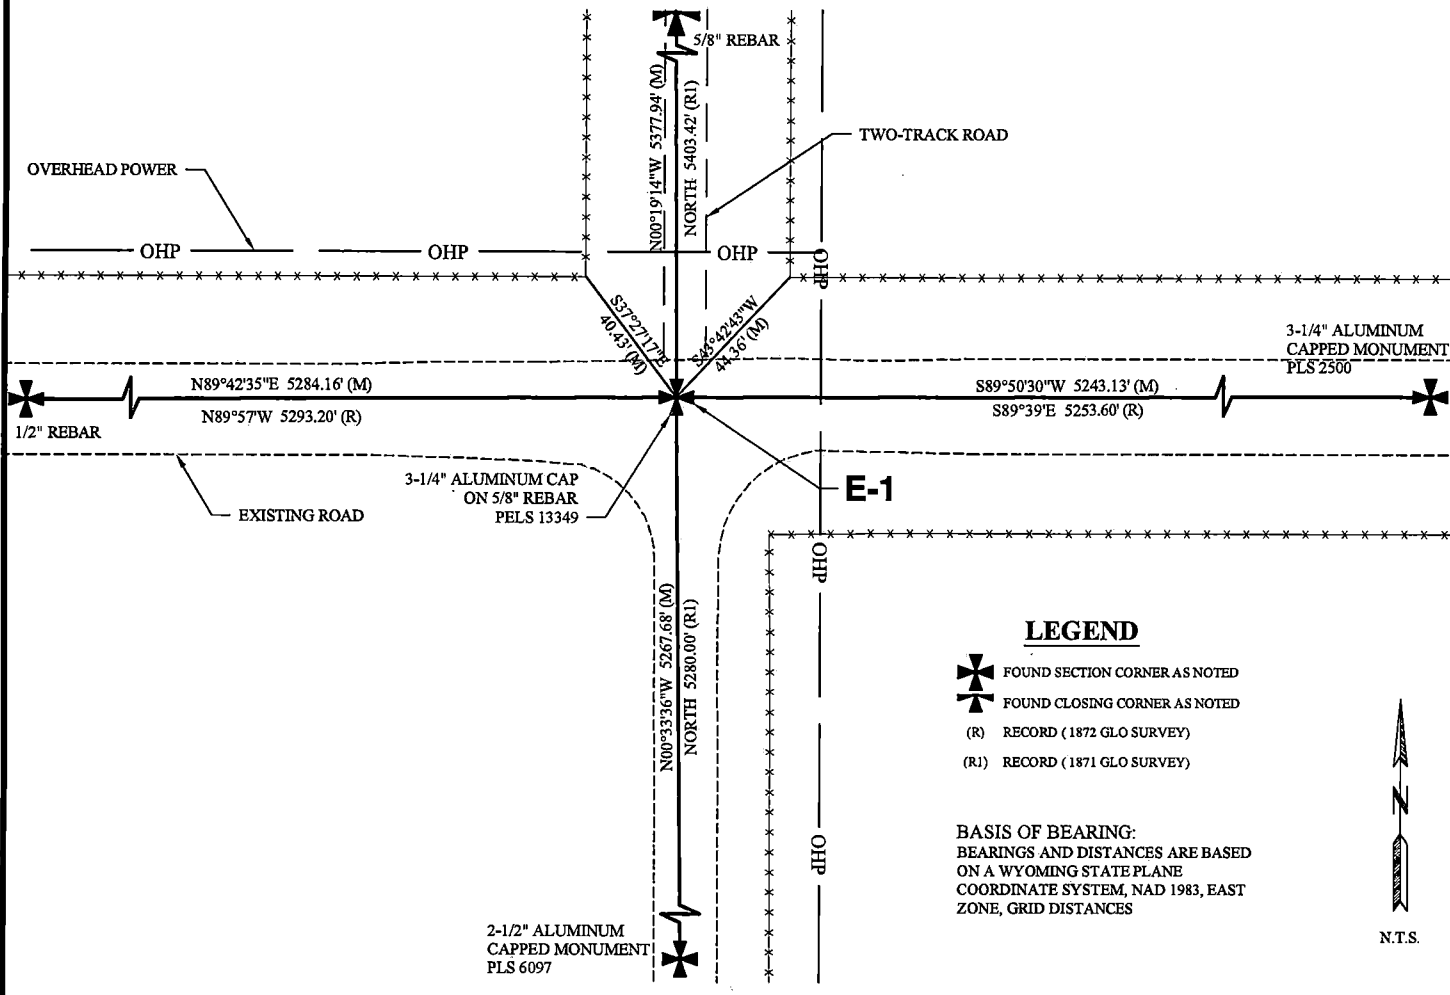 5/8" REBAR
N00°19'14"W 5377.94' (M)
NORTH 5403.42' (R1)
TWO-TRACK ROAD
OVERHEAD POWER
OHP
OHP
OHP
OHP
S37°27'17"E
40.43' (M)
S43°42'43"W
44.36' (M)
3-1/4" ALUMINUM
CAPPED MONUMENT
PLS 2500
N89°42'35"E 5284.16' (M)
N89°57'W 5293.20' (R)
S89°50'30"W 5243.13' (M)
S89°39'E 5253.60' (R)
1/2" REBAR
3-1/4" ALUMINUM CAP
ON 5/8" REBAR
PELS 13349
E-1
EXISTING ROAD
OHP
N00°33'36"W 5267.68' (M)
NORTH 5280.00' (R1)
LEGEND
FOUND SECTION CORNER AS NOTED
FOUND CLOSING CORNER AS NOTED
(R) RECORD ( 1872 GLO SURVEY)
(R1) RECORD ( 1871 GLO SURVEY)
OHP
BASIS OF BEARING:
BEARINGS AND DISTANCES ARE BASED
ON A WYOMING STATE PLANE
COORDINATE SYSTEM, NAD 1983, EAST
ZONE, GRID DISTANCES
N
N.T.S.
2-1/2" ALUMINUM
CAPPED MONUMENT
PLS 6097